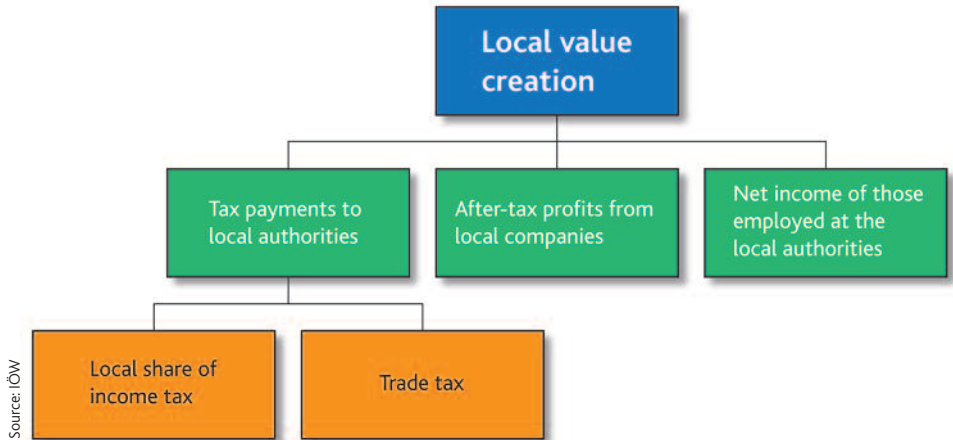 Local value
creation
Tax payments to
local authorities
After-tax profits from
local companies
Net income of those
employed at the
local authorities
Local share of
income tax
Trade tax
Source: IÖW